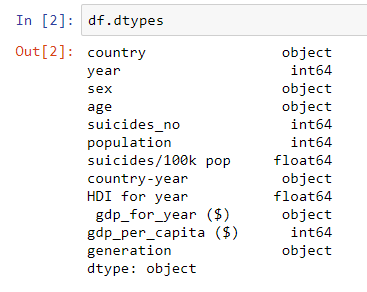 In [2]: df.dtypes
Out[2]: country object
year int64
sex object
age object
suicides_no int64
population int64
suicides/100k pop float64
country-year object
HDI for year float64
gdp_for_year ($) object
gdp_per_capita ($) int64
generation object
dtype: object